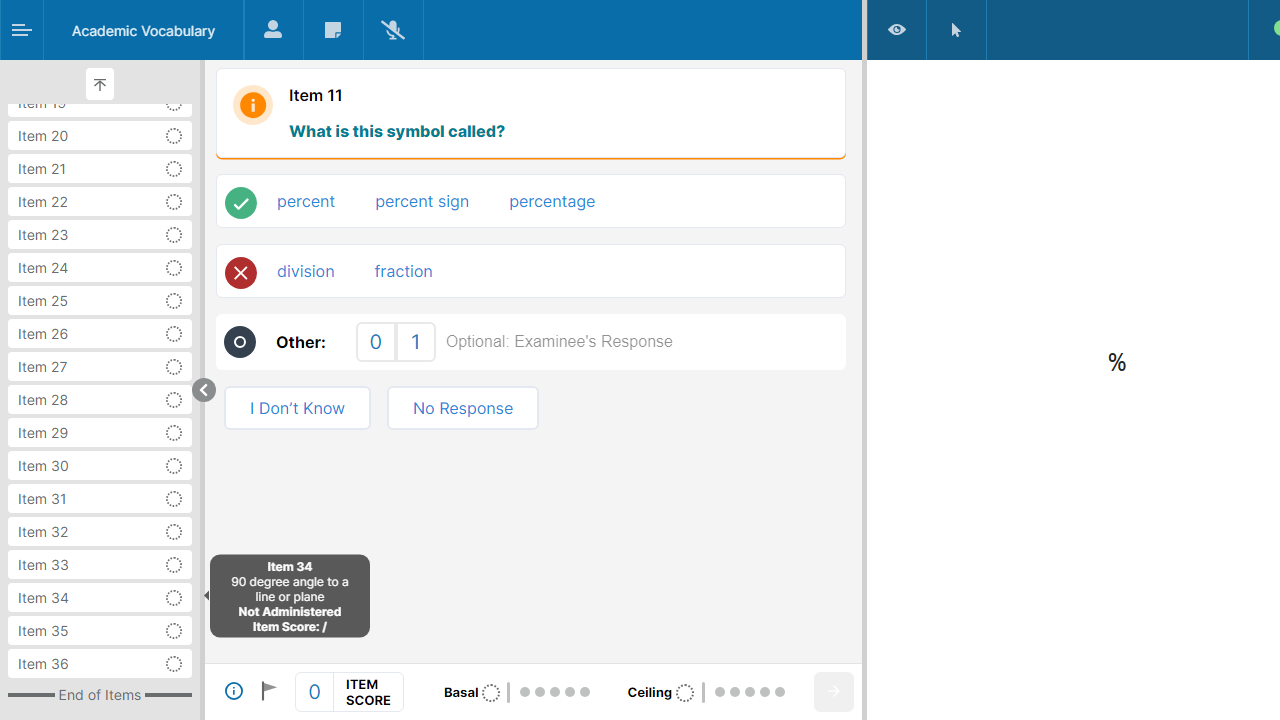 Academic Vocabulary
Item 19
Item 20
Item 21
Item 22
Item 23
Item 24
Item 25
Item 26
Item 27
Item 28
Item 29
Item 30
Item 31
Item 32
Item 33
Item 34
Item 35
Item 36
End of Items
Item 11
What is this symbol called?
percent percent sign percentage
division fraction
Other: 0 1 Optional: Examinee's Response
I Don't Know No Response
Item 34
90 degree angle to a
line or plane
Not Administered
Item Score: /
0 ITEM
SCORE
Basal Ceiling
%